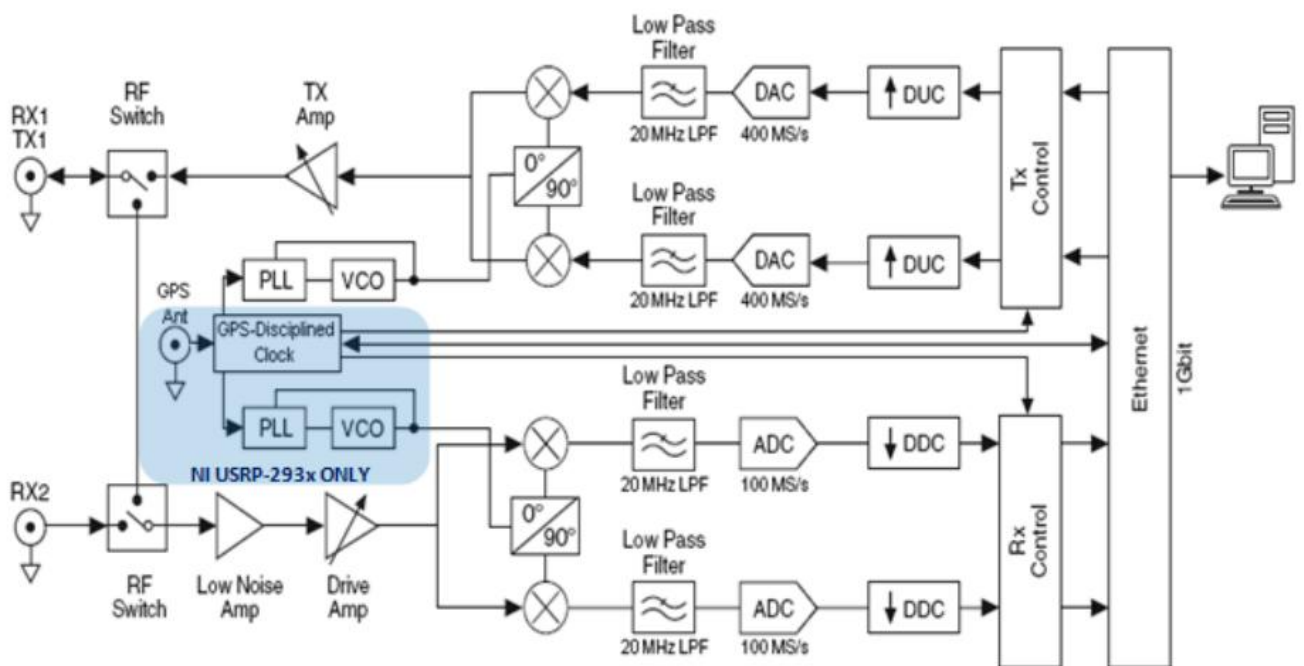 Low Pass
Filter
20 MHz LPF
DAC
400 MS/s
↑ DUC
RF
Switch
TX
Amp
RX1
TX1
0°
90°
Tx
Control
Low Pass
Filter
20 MHz LPF
DAC
400 MS/s
↑ DUC
PLL
VCO
GPS
Ant
GPS-Disciplined
Clock
PLL
VCO
NI USRP-293x ONLY
Ethernet
1Gbit
Low Pass
Filter
20 MHz LPF
ADC
100 MS/s
↓ DDC
RX2
RF
Switch
Low Noise
Amp
Drive
Amp
0°
90°
Rx
Control
Low Pass
Filter
20 MHz LPF
ADC
100 MS/s
↓ DDC